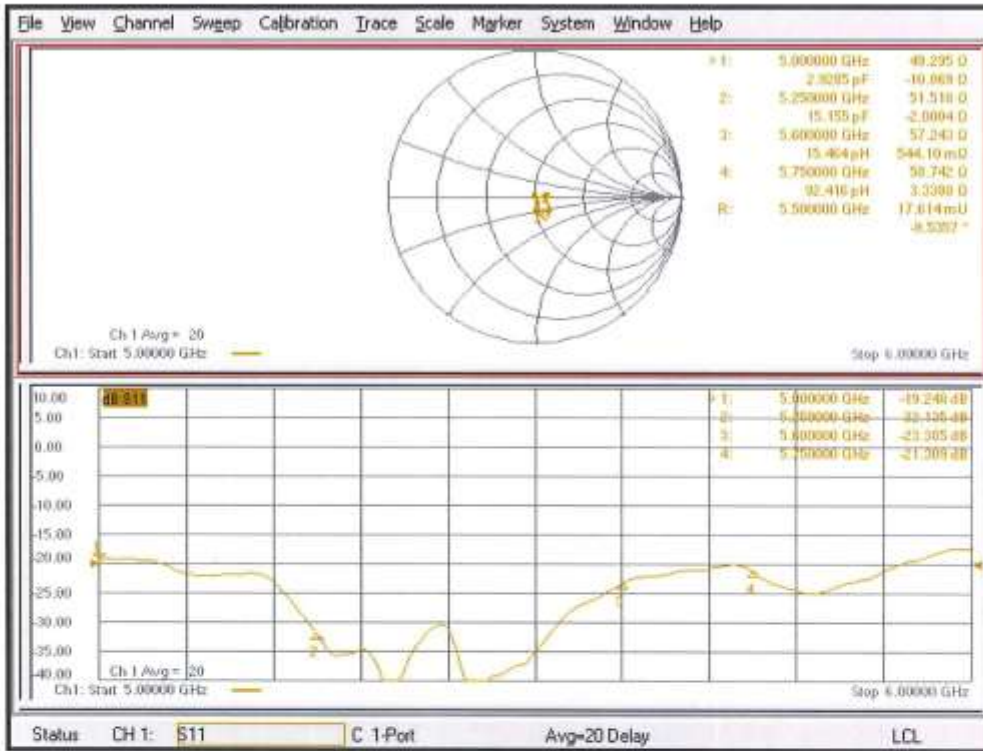 File View Channel Sweep Calibration Trace Scale Marker System Window Help
> 1: 5.000000 GHz 49.295 Ω
2.9205 pF -10.869 Ω
2: 5.250000 GHz 51.518 Ω
15.155 pF -2.0004 Ω
3: 5.600000 GHz 57.243 Ω
15.464 pH 544.10 mΩ
4: 5.750000 GHz 58.742 Ω
92.416 pH 3.3388 Ω
R: 5.500000 GHz 17.614 mU
-8.5357 °
Ch 1 Avg = 20
Ch1: Start 5.00000 GHz
Stop 6.00000 GHz
10.00 dB S11
5.00
0.00
-5.00
-10.00
-15.00
-20.00
-25.00
-30.00
-35.00
-40.00
> 1: 5.000000 GHz -19.248 dB
2: 5.250000 GHz -32.135 dB
3: 5.600000 GHz -23.305 dB
4: 5.750000 GHz -21.309 dB
2
4
Ch 1 Avg = 20
Ch1: Start 5.00000 GHz
Stop 6.00000 GHz
Status CH 1: S11 C 1-Port Avg=20 Delay LCL